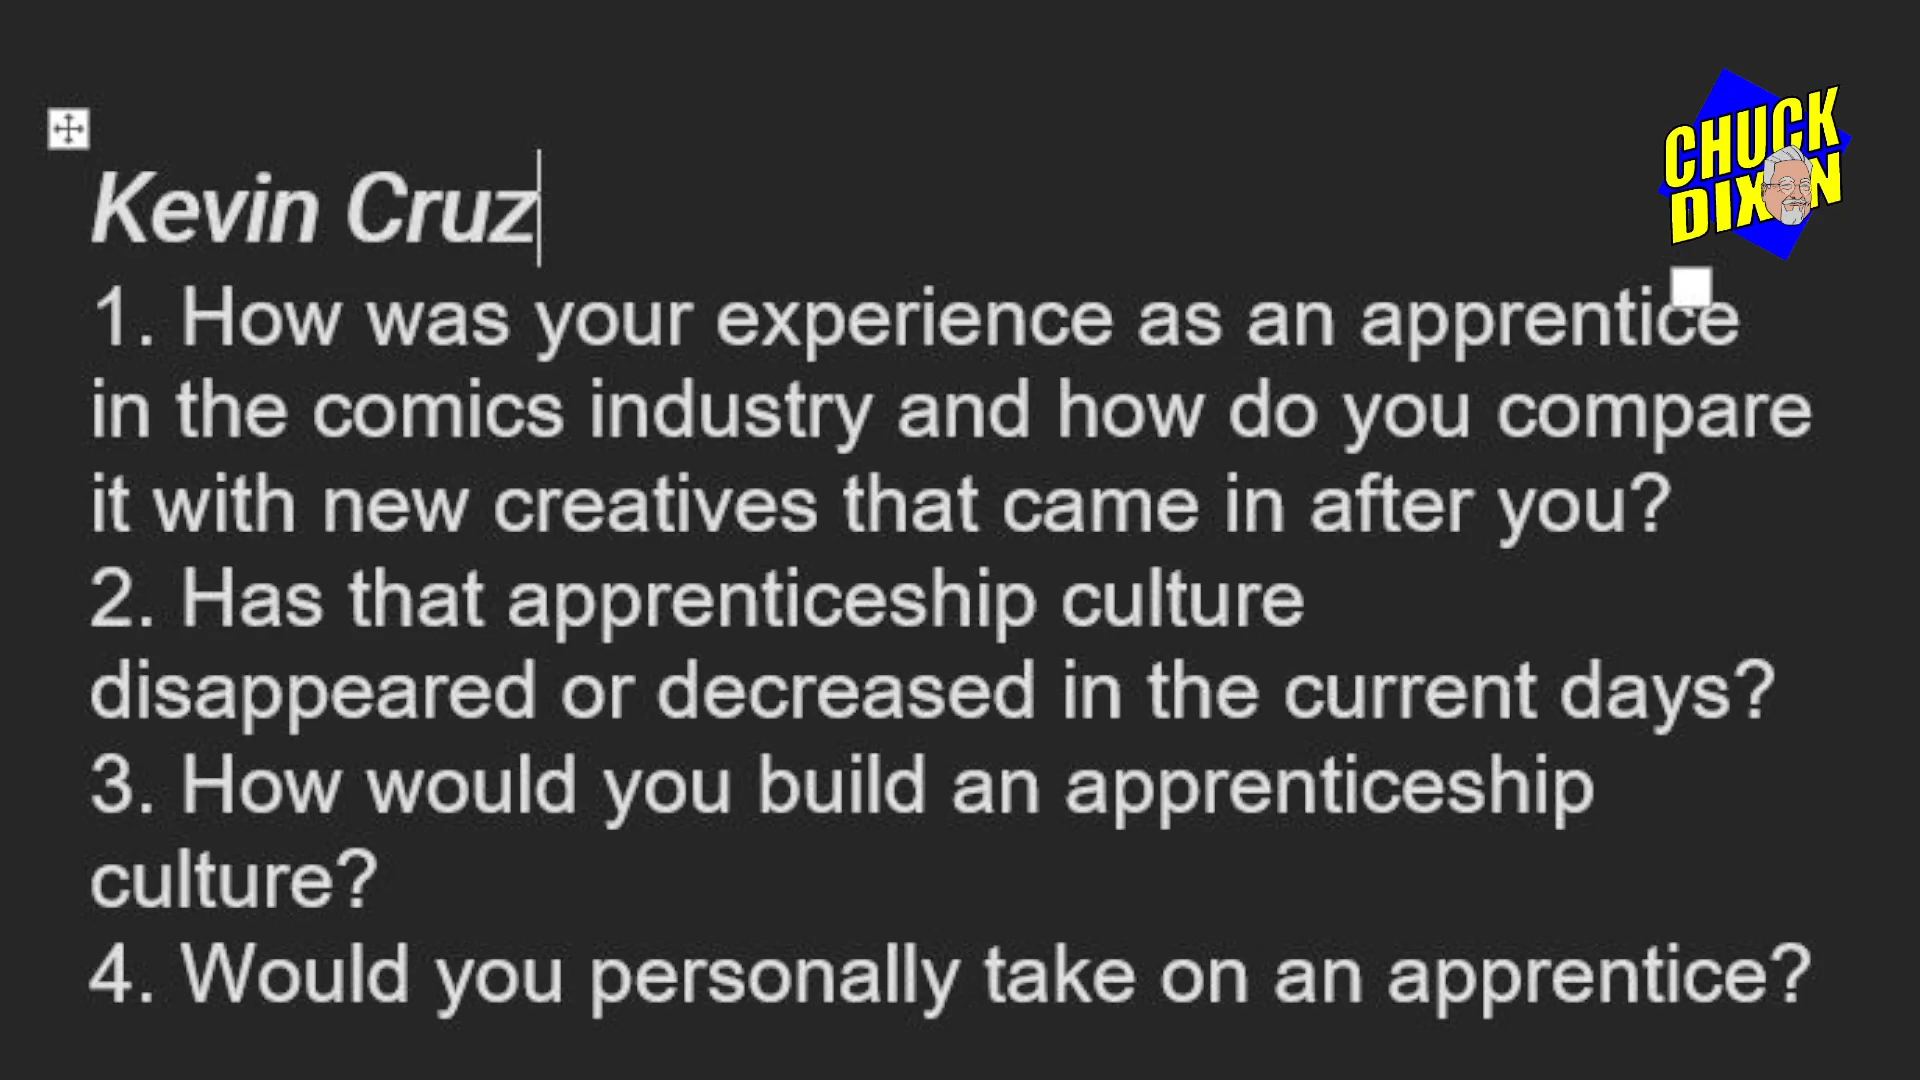 CHUCK
DIXON
Kevin Cruz
1. How was your experience as an apprentice
in the comics industry and how do you compare
it with new creatives that came in after you?
2. Has that apprenticeship culture
disappeared or decreased in the current days?
3. How would you build an apprenticeship
culture?
4. Would you personally take on an apprentice?